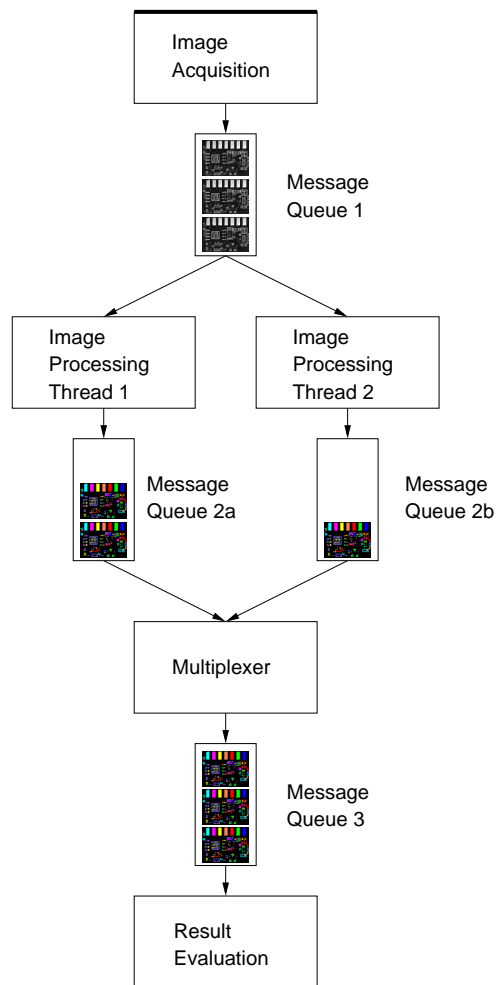 Image
Acquisition
Message
Queue 1
Image
Processing
Thread 1
Image
Processing
Thread 2
Message
Queue 2a
Message
Queue 2b
Multiplexer
Message
Queue 3
Result
Evaluation